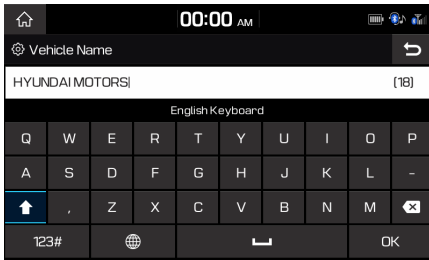 00:00 AM
Vehicle Name
HYUNDAI MOTORS [18]
English Keyboard
Q W E R T Y U I O P
A S D F G H J K L -
, Z X C V B N M
123# OK